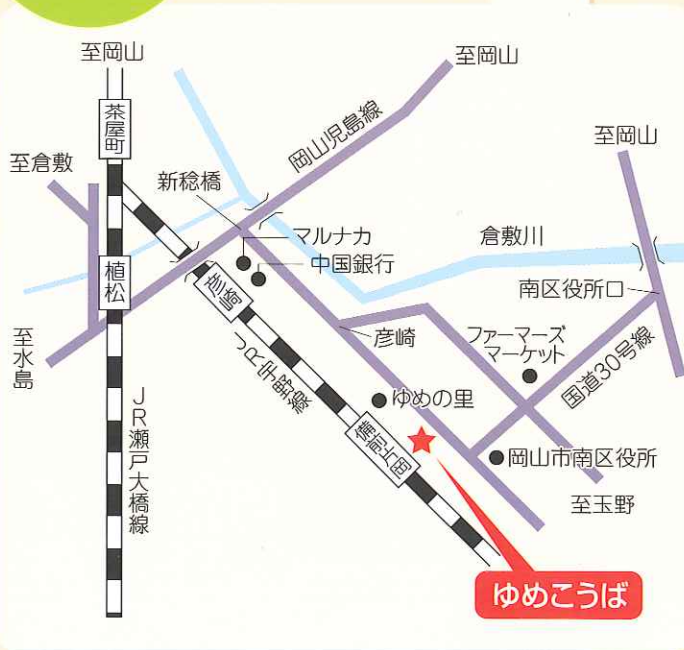 至岡山
茶屋町
至倉敷
新稔橋
岡山児島線
至岡山
至岡山
マルナカ
中国銀行
倉敷川
南区役所口
植松
彦崎
彦崎
ファーマーズ
マーケット
国道30号線
至水島
JR宇野線
JR瀬戸大橋線
ゆめの里
備前片岡
岡山市南区役所
至玉野
ゆめこうば